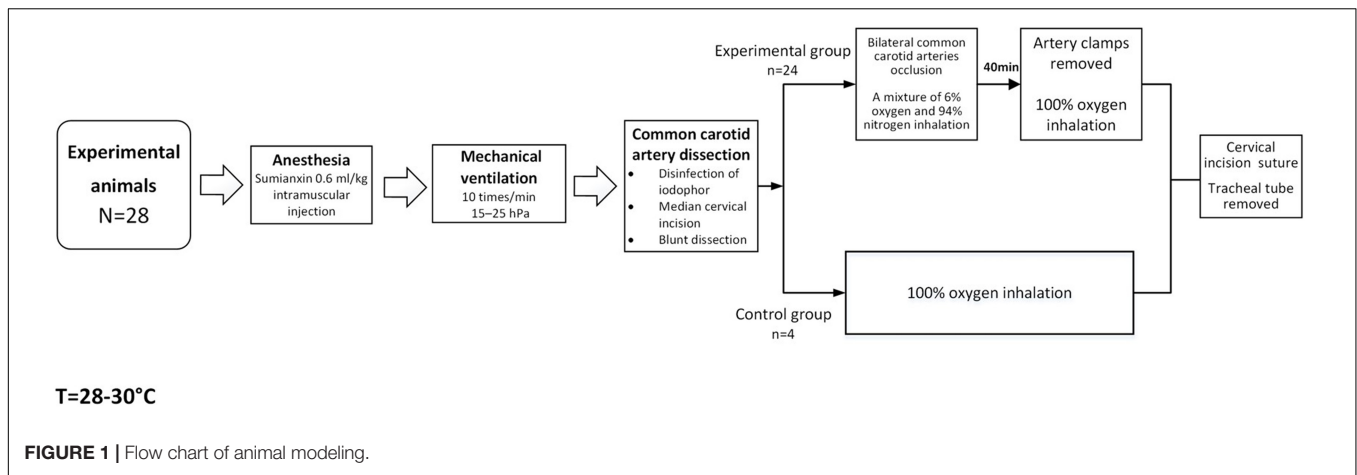 Experimental
animals
N=28
Anesthesia
Sumianxin 0.6 ml/kg
intramuscular
injection
Mechanical
ventilation
10 times/min
15–25 hPa
Common carotid
artery dissection
• Disinfection of
iodophor
• Median cervical
incision
• Blunt dissection
Experimental group
n=24
Bilateral common
carotid arteries
occlusion
A mixture of 6%
oxygen and 94%
nitrogen inhalation
40min
Artery clamps
removed
100% oxygen
inhalation
Control group
n=4
100% oxygen inhalation
Cervical
incision suture
Tracheal tube
removed
T=28-30°C
FIGURE 1 | Flow chart of animal modeling.